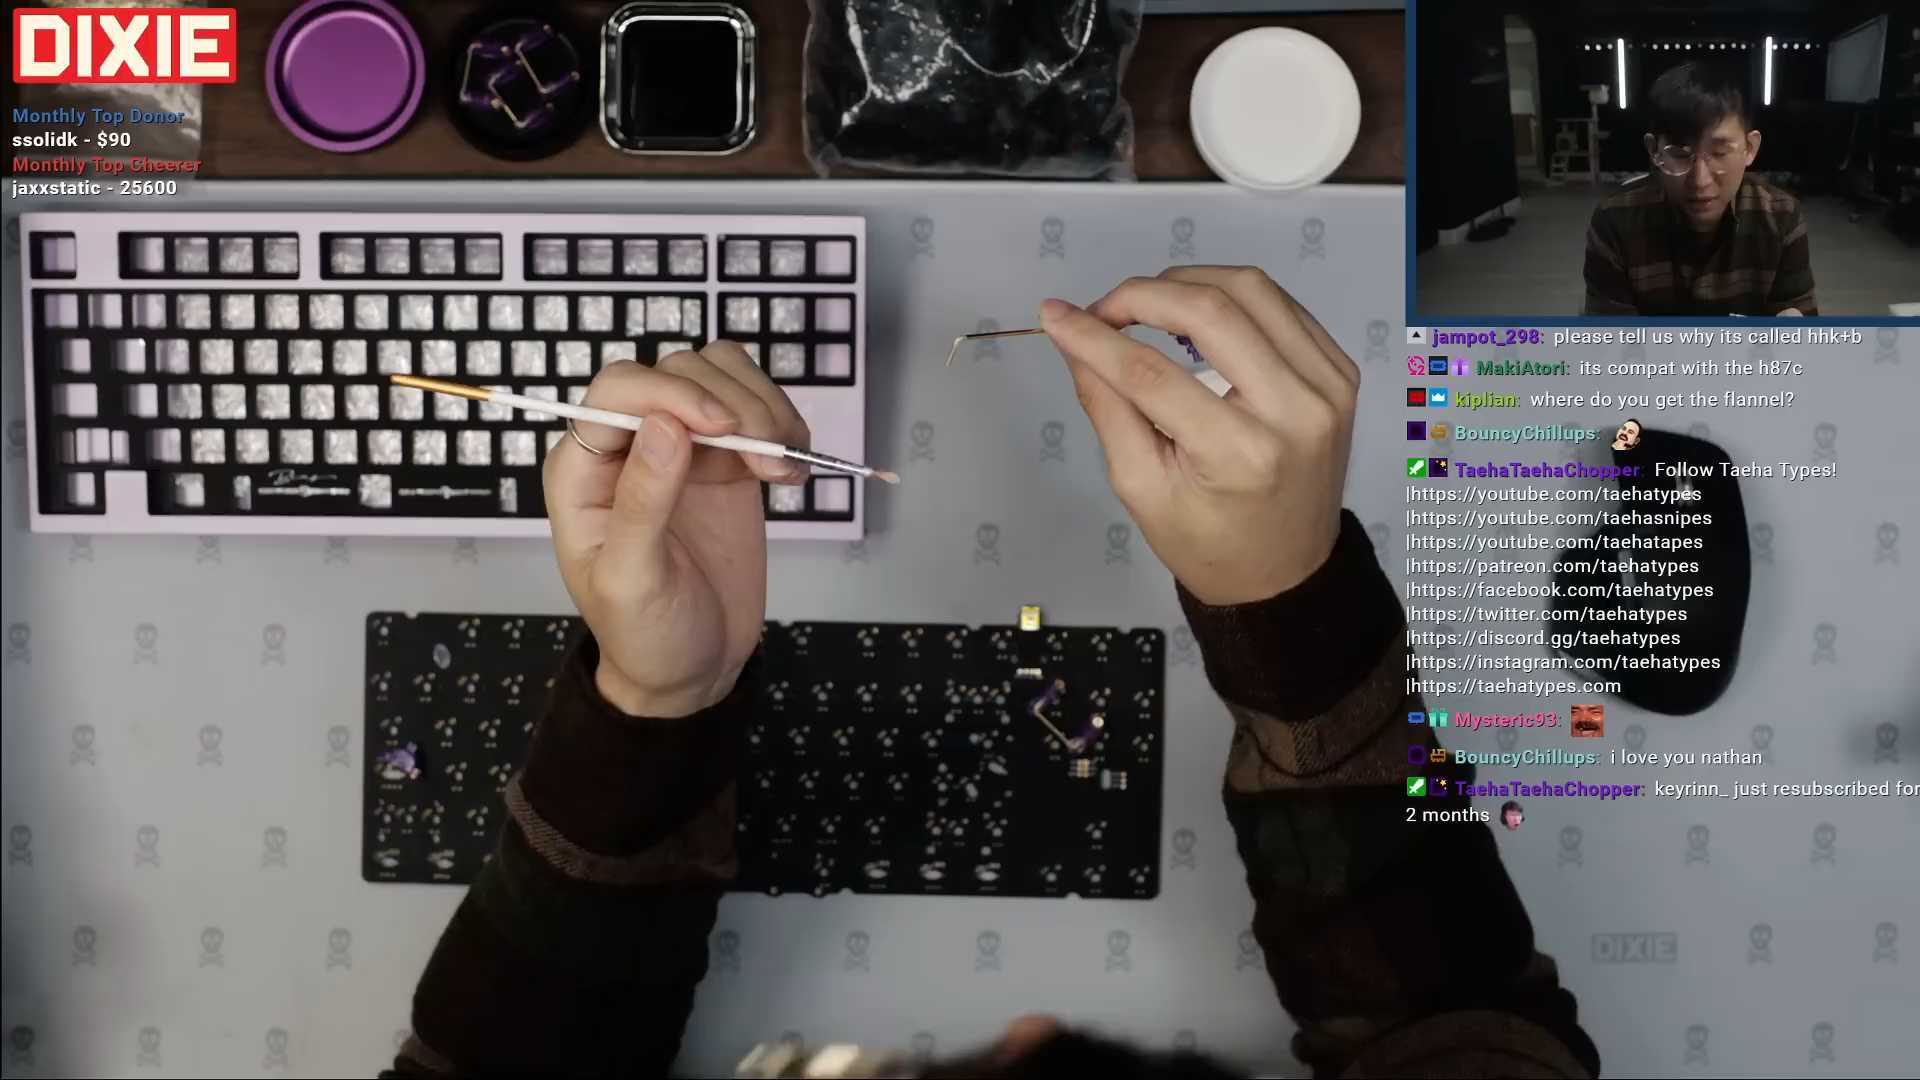 DIXIE
Monthly Top Donor
ssolidk - $90
Monthly Top Cheerer
jaxxstatic - 25600
jampot_298: please tell us why its called hhk+b
MakiAtori: its compat with the h87c
kiplian: where do you get the flannel?
BouncyChillups:
TaehaTaehaChopper: Follow Taeha Types!
|https://youtube.com/taehatypes
|https://youtube.com/taehasnipes
|https://youtube.com/taehatapes
|https://patreon.com/taehatypes
|https://facebook.com/taehatypes
|https://twitter.com/taehatypes
|https://discord.gg/taehatypes
|https://instagram.com/taehatypes
|https://taehatypes.com
Mysteric93:
BouncyChillups: i love you nathan
TaehaTaehaChopper: keyrinn_ just resubscribed for
2 months
DIXIE